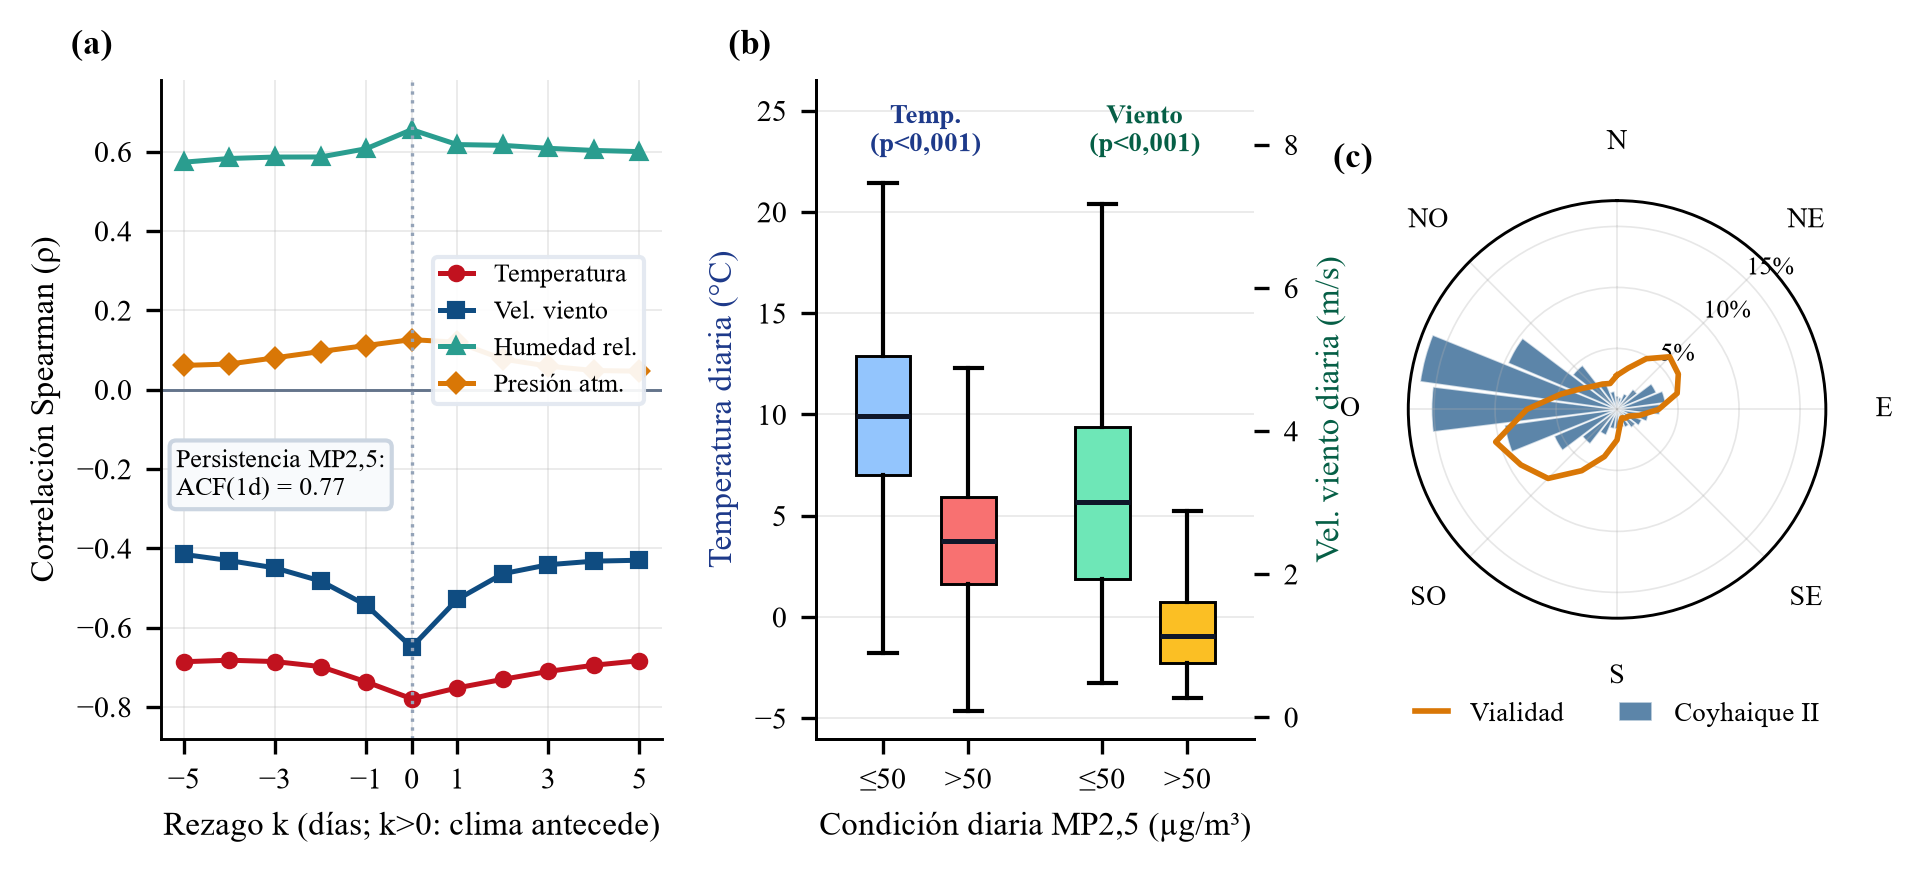 (a)
Correlación Spearman (ρ)
0.6
0.4
0.2
0.0
−0.2
−0.4
−0.6
−0.8
Temperatura
Vel. viento
Humedad rel.
Presión atm.
Persistencia MP2,5:
ACF(1d) = 0.77
−5
−3
−1
0
1
3
5
Rezago k (días; k>0: clima antecede)
(b)
Temperatura diaria (°C)
25
20
15
10
5
0
−5
Temp.
(p<0,001)
Viento
(p<0,001)
8
6
4
2
0
Vel. viento diaria (m/s)
≤50
>50
≤50
>50
Condición diaria MP2,5 (µg/m³)
(c)
N
NE
E
SE
S
SO
O
NO
15%
10%
5%
Vialidad
Coyhaique II